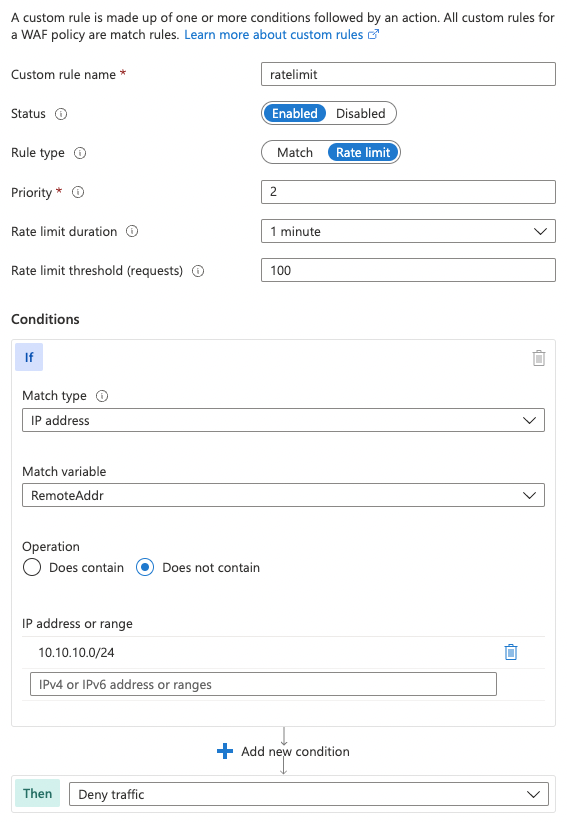 A custom rule is made up of one or more conditions followed by an action. All custom rules for
a WAF policy are match rules. Learn more about custom rules
Custom rule name * ratelimit
Status Enabled Disabled
Rule type Match Rate limit
Priority * 2
Rate limit duration 1 minute
Rate limit threshold (requests) 100
Conditions
If
Match type
IP address
Match variable
RemoteAddr
Operation
Does contain Does not contain
IP address or range
10.10.10.0/24
IPv4 or IPv6 address or ranges
Add new condition
Then Deny traffic